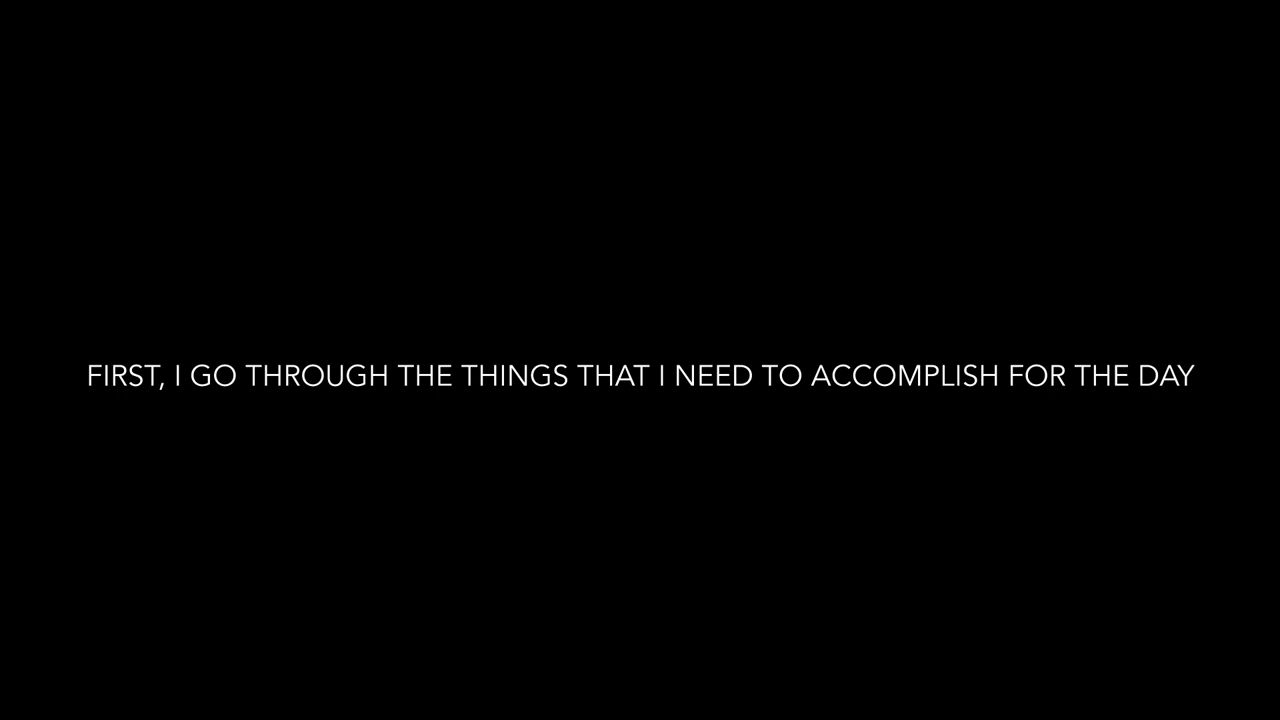 FIRST, I GO THROUGH THE THINGS THAT I NEED TO ACCOMPLISH FOR THE DAY